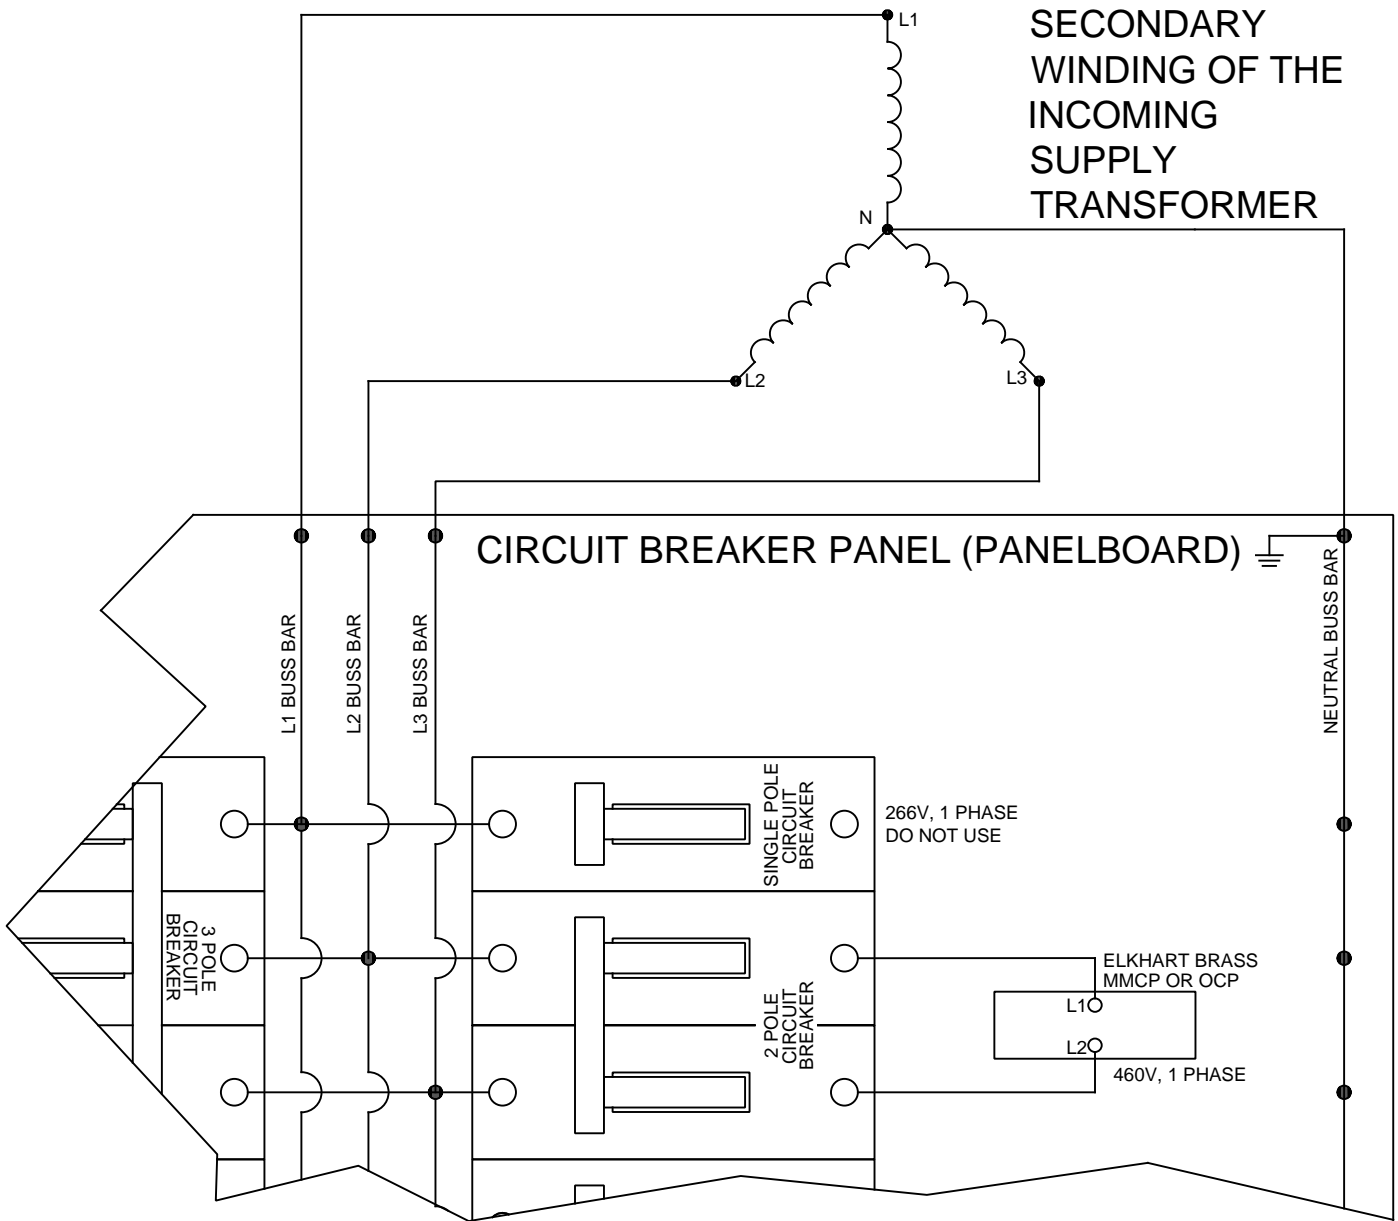 L1
SECONDARY
WINDING OF THE
INCOMING
SUPPLY
TRANSFORMER
N
L2
L3
CIRCUIT BREAKER PANEL (PANELBOARD)
L1 BUSS BAR
L2 BUSS BAR
L3 BUSS BAR
NEUTRAL BUSS BAR
SINGLE POLE
CIRCUIT
BREAKER
266V, 1 PHASE
DO NOT USE
3 POLE
CIRCUIT
BREAKER
2 POLE
CIRCUIT
BREAKER
ELKHART BRASS
MMCP OR OCP
L1
L2
460V, 1 PHASE